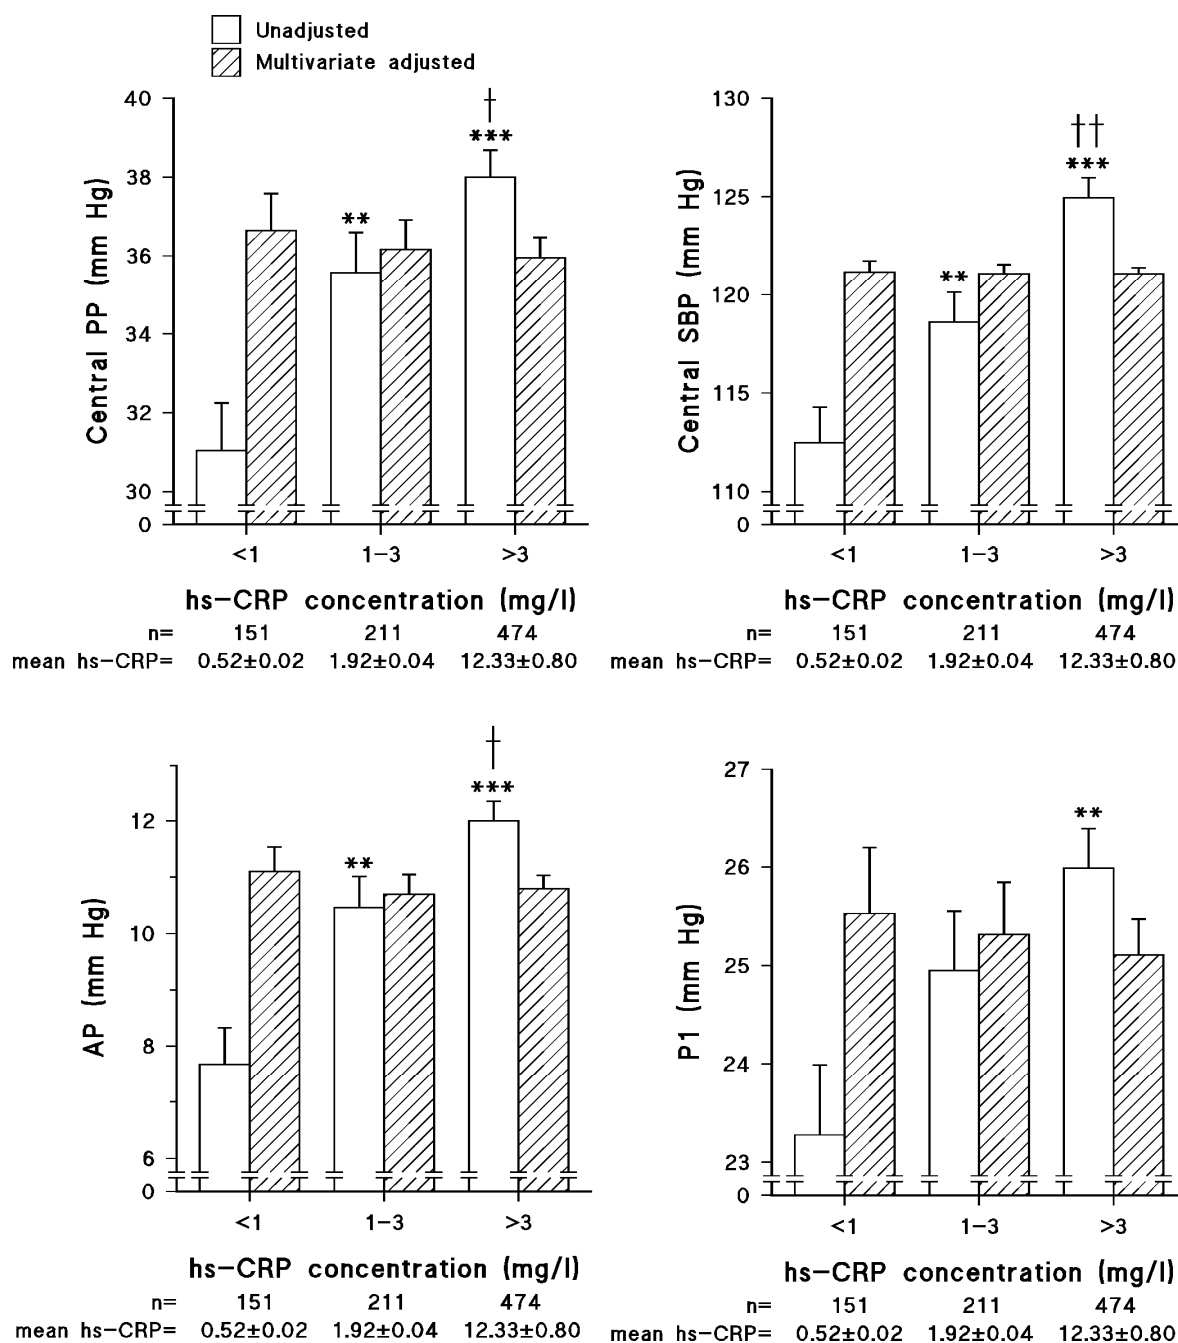 Unadjusted
Multivariate adjusted
Central PP (mm Hg)
40
38
36
34
32
30
0
**
***
†
<1 1−3 >3
hs−CRP concentration (mg/l)
n= 151 211 474
mean hs−CRP= 0.52±0.02 1.92±0.04 12.33±0.80
Central SBP (mm Hg)
130
125
120
115
110
0
**
***
††
<1 1−3 >3
hs−CRP concentration (mg/l)
n= 151 211 474
mean hs−CRP= 0.52±0.02 1.92±0.04 12.33±0.80
AP (mm Hg)
12
10
8
6
0
**
***
†
<1 1−3 >3
hs−CRP concentration (mg/l)
n= 151 211 474
mean hs−CRP= 0.52±0.02 1.92±0.04 12.33±0.80
P1 (mm Hg)
27
26
25
24
23
0
**
<1 1−3 >3
hs−CRP concentration (mg/l)
n= 151 211 474
mean hs−CRP= 0.52±0.02 1.92±0.04 12.33±0.80